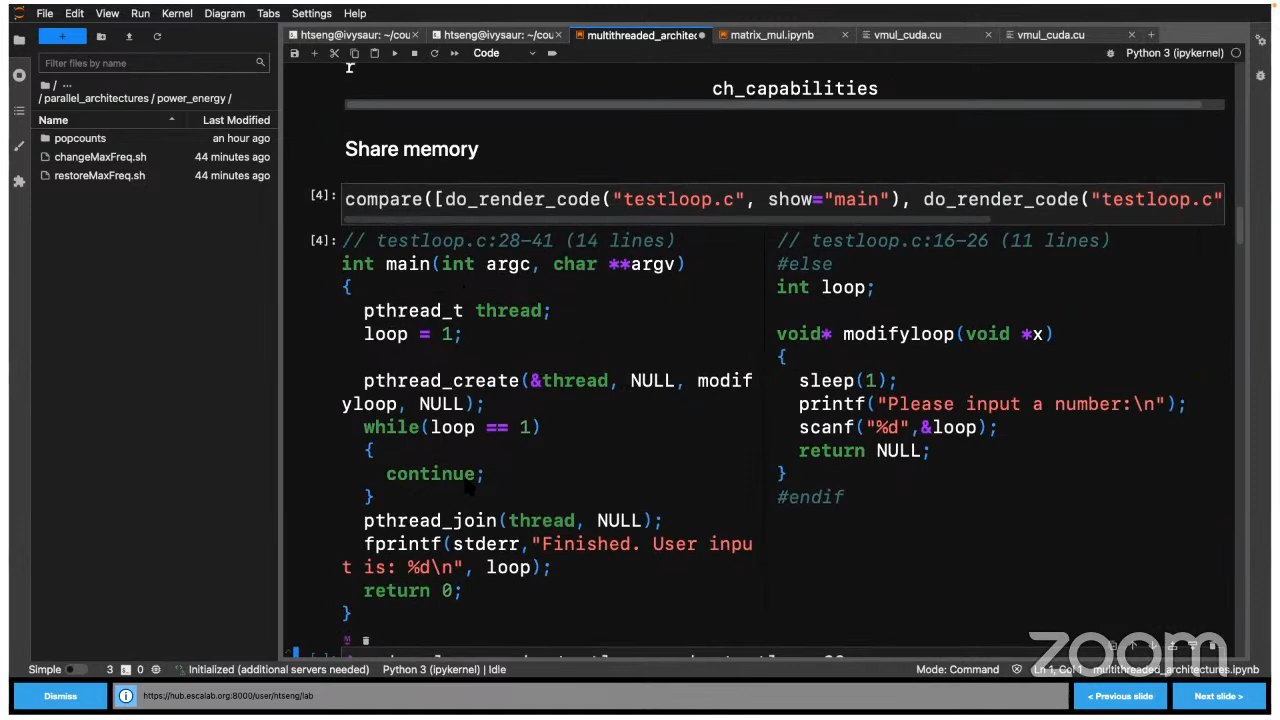 File Edit View Run Kernel Diagram Tabs Settings Help
htseng@ivysaur: ~/cou htseng@ivysaur: ~/cou multithreaded_architec matrix_mul.ipynb vmul_cuda.cu vmul_cuda.cu
Code Python 3 (ipykernel)
Filter files by name
/ ...
/ parallel_architectures / power_energy /
Name Last Modified
popcounts an hour ago
changeMaxFreq.sh 44 minutes ago
restoreMaxFreq.sh 44 minutes ago
r
ch_capabilities
Share memory
[4]: compare([do_render_code("testloop.c", show="main"), do_render_code("testloop.c"
[4]: // testloop.c:28-41 (14 lines)
int main(int argc, char **argv)
{
pthread_t thread;
loop = 1;
pthread_create(&thread, NULL, modif
yloop, NULL);
while(loop == 1)
{
continue;
}
pthread_join(thread, NULL);
fprintf(stderr,"Finished. User inpu
t is: %d\n", loop);
return 0;
}
// testloop.c:16-26 (11 lines)
#else
int loop;
void* modifyloop(void *x)
{
sleep(1);
printf("Please input a number:\n");
scanf("%d",&loop);
return NULL;
}
#endif
zoom
Simple 3 0 Initialized (additional servers needed) Python 3 (ipykernel) | Idle Mode: Command Ln 1, Col 1 multithreaded_architectures.ipynb
Dismiss https://hub.escalab.org:8000/user/htseng/lab < Previous slide Next slide >